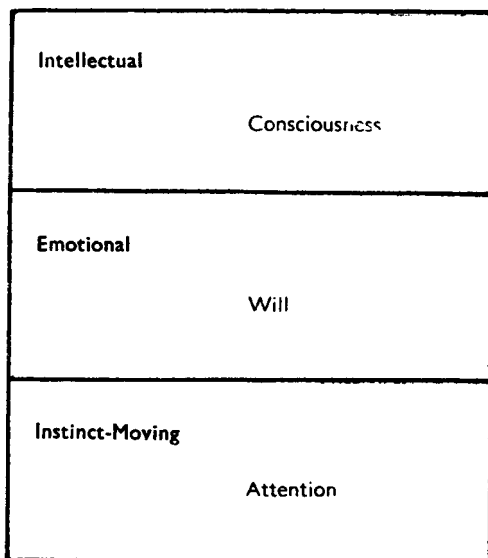 Intellectual
Consciousness
Emotional
Will
Instinct-Moving
Attention